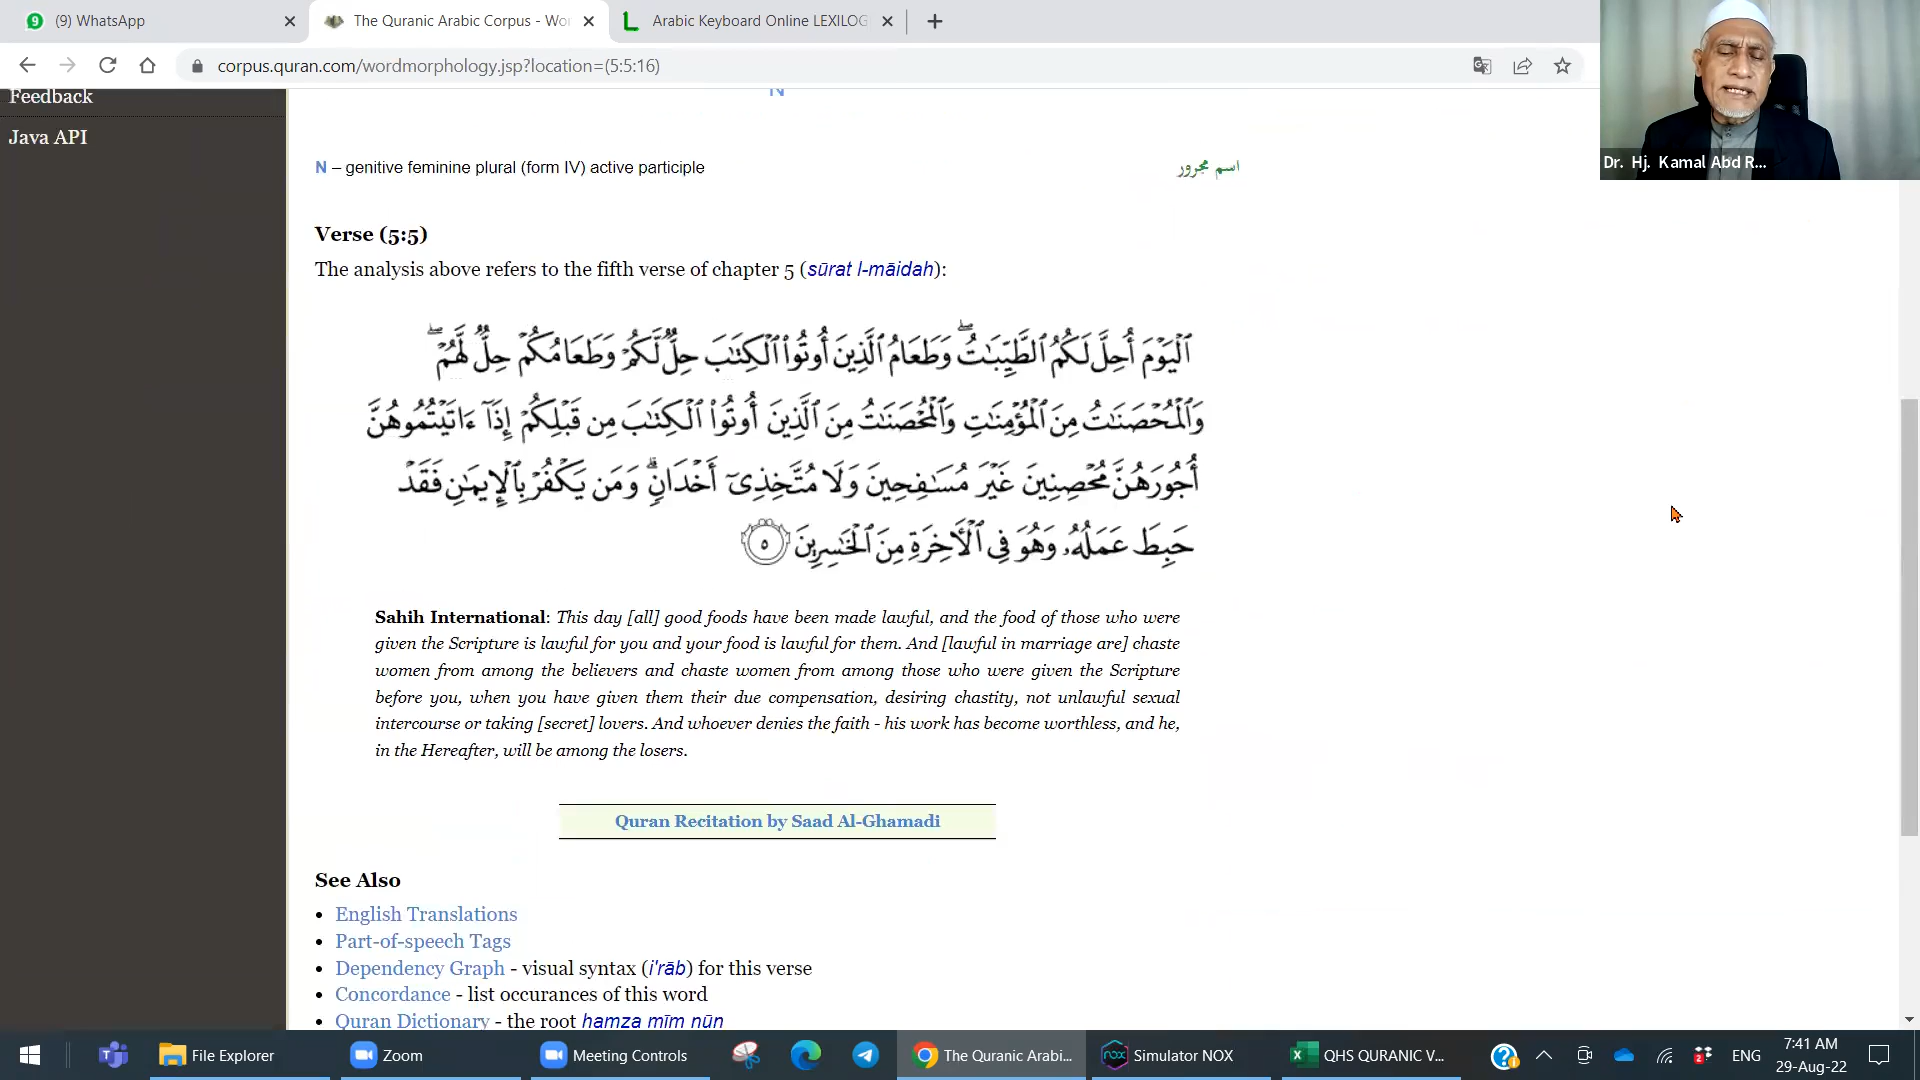 (9) WhatsApp
The Quranic Arabic Corpus - Wo
Arabic Keyboard Online LEXILOG
corpus.quran.com/wordmorphology.jsp?location=(5:5:16)
Feedback
Java API
N
N – genitive feminine plural (form IV) active participle
اسم مجرور
Verse (5:5)
The analysis above refers to the fifth verse of chapter 5 (sūrat l-māidah):
ٱلْيَوْمَ أُحِلَّ لَكُمُ ٱلطَّيِّبَـٰتُ ۖ وَطَعَامُ ٱلَّذِينَ أُوتُوا۟ ٱلْكِتَـٰبَ حِلٌّ لَّكُمْ وَطَعَامُكُمْ حِلٌّ لَّهُمْ ۖ
وَٱلْمُحْصَنَـٰتُ مِنَ ٱلْمُؤْمِنَـٰتِ وَٱلْمُحْصَنَـٰتُ مِنَ ٱلَّذِينَ أُوتُوا۟ ٱلْكِتَـٰبَ مِن قَبْلِكُمْ إِذَآ ءَاتَيْتُمُوهُنَّ
أُجُورَهُنَّ مُحْصِنِينَ غَيْرَ مُسَـٰفِحِينَ وَلَا مُتَّخِذِىٓ أَخْدَانٍ ۗ وَمَن يَكْفُرْ بِٱلْإِيمَـٰنِ فَقَدْ
حَبِطَ عَمَلُهُۥ وَهُوَ فِى ٱلْـَٔاخِرَةِ مِنَ ٱلْخَـٰسِرِينَ ٥
Sahih International: This day [all] good foods have been made lawful, and the food of those who were
given the Scripture is lawful for you and your food is lawful for them. And [lawful in marriage are] chaste
women from among the believers and chaste women from among those who were given the Scripture
before you, when you have given them their due compensation, desiring chastity, not unlawful sexual
intercourse or taking [secret] lovers. And whoever denies the faith - his work has become worthless, and he,
in the Hereafter, will be among the losers.
Quran Recitation by Saad Al-Ghamadi
See Also
English Translations
Part-of-speech Tags
Dependency Graph - visual syntax (i'rāb) for this verse
Concordance - list occurances of this word
Quran Dictionary - the root hamza mīm nūn
Dr. Hj. Kamal Abd R...
File Explorer
Zoom
Meeting Controls
The Quranic Arabi...
Simulator NOX
QHS QURANIC V...
ENG
7:41 AM
29-Aug-22